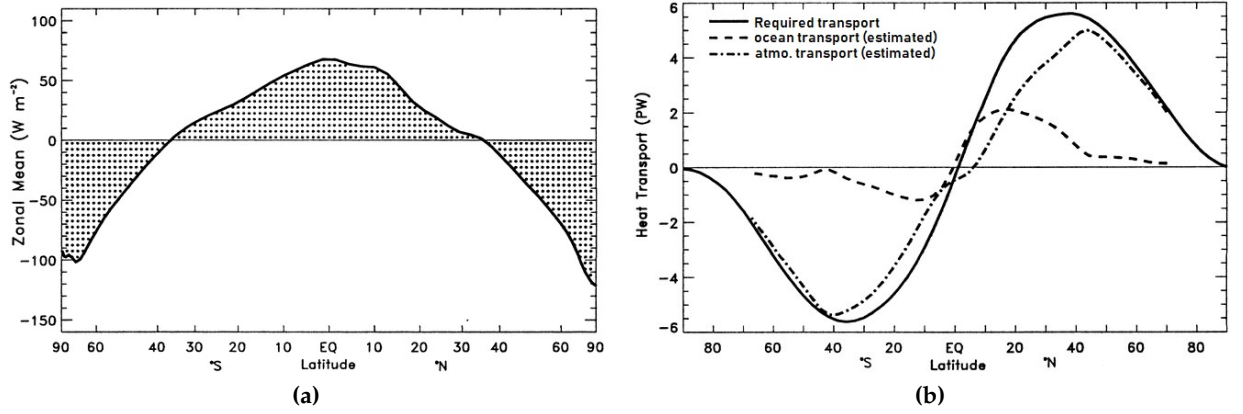 100
50
0
-50
-100
-150
Zonal Mean (W m⁻²)
90 60 40 20 10 EQ 10 20 30 40 60 90
°S Latitude °N
(a)
6
4
2
0
-2
-4
-6
Heat Transport (PW)
Required transport
ocean transport (estimated)
atmo. transport (estimated)
80 60 40 20 EQ 20 40 60 80
°S Latitude °N
(b)